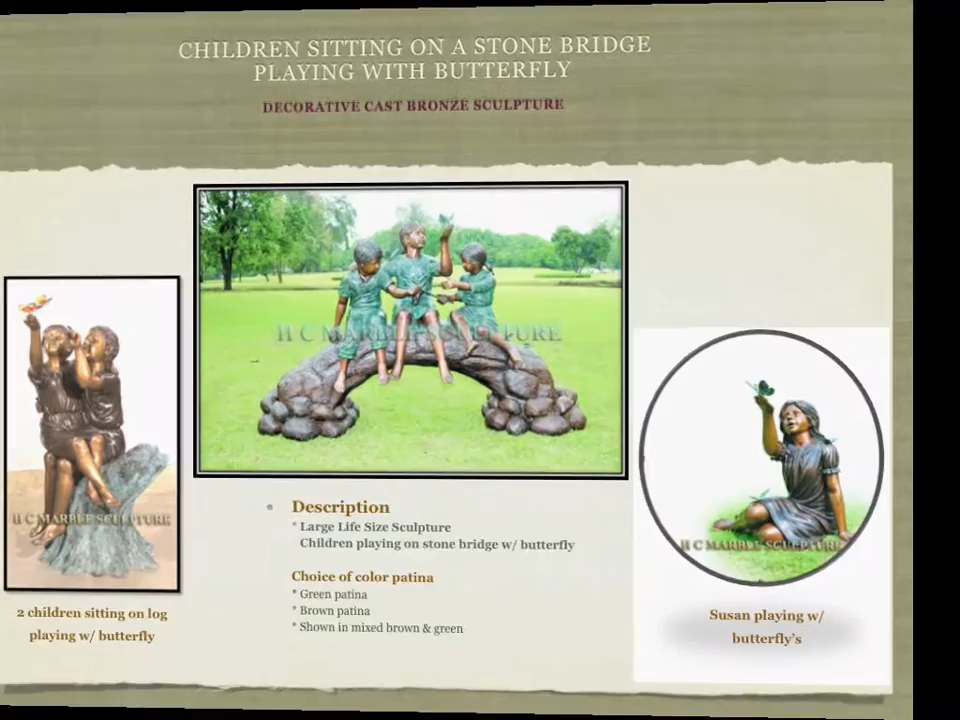 CHILDREN SITTING ON A STONE BRIDGE
PLAYING WITH BUTTERFLY
DECORATIVE CAST BRONZE SCULPTURE
H C MARBLE SCULPTURE
H C MARBLE SCULPTURE
2 children sitting on log
playing w/ butterfly
• Description
* Large Life Size Sculpture
Children playing on stone bridge w/ butterfly
Choice of color patina
* Green patina
* Brown patina
* Shown in mixed brown & green
H C MARBLE SCULPTURE
Susan playing w/
butterfly's